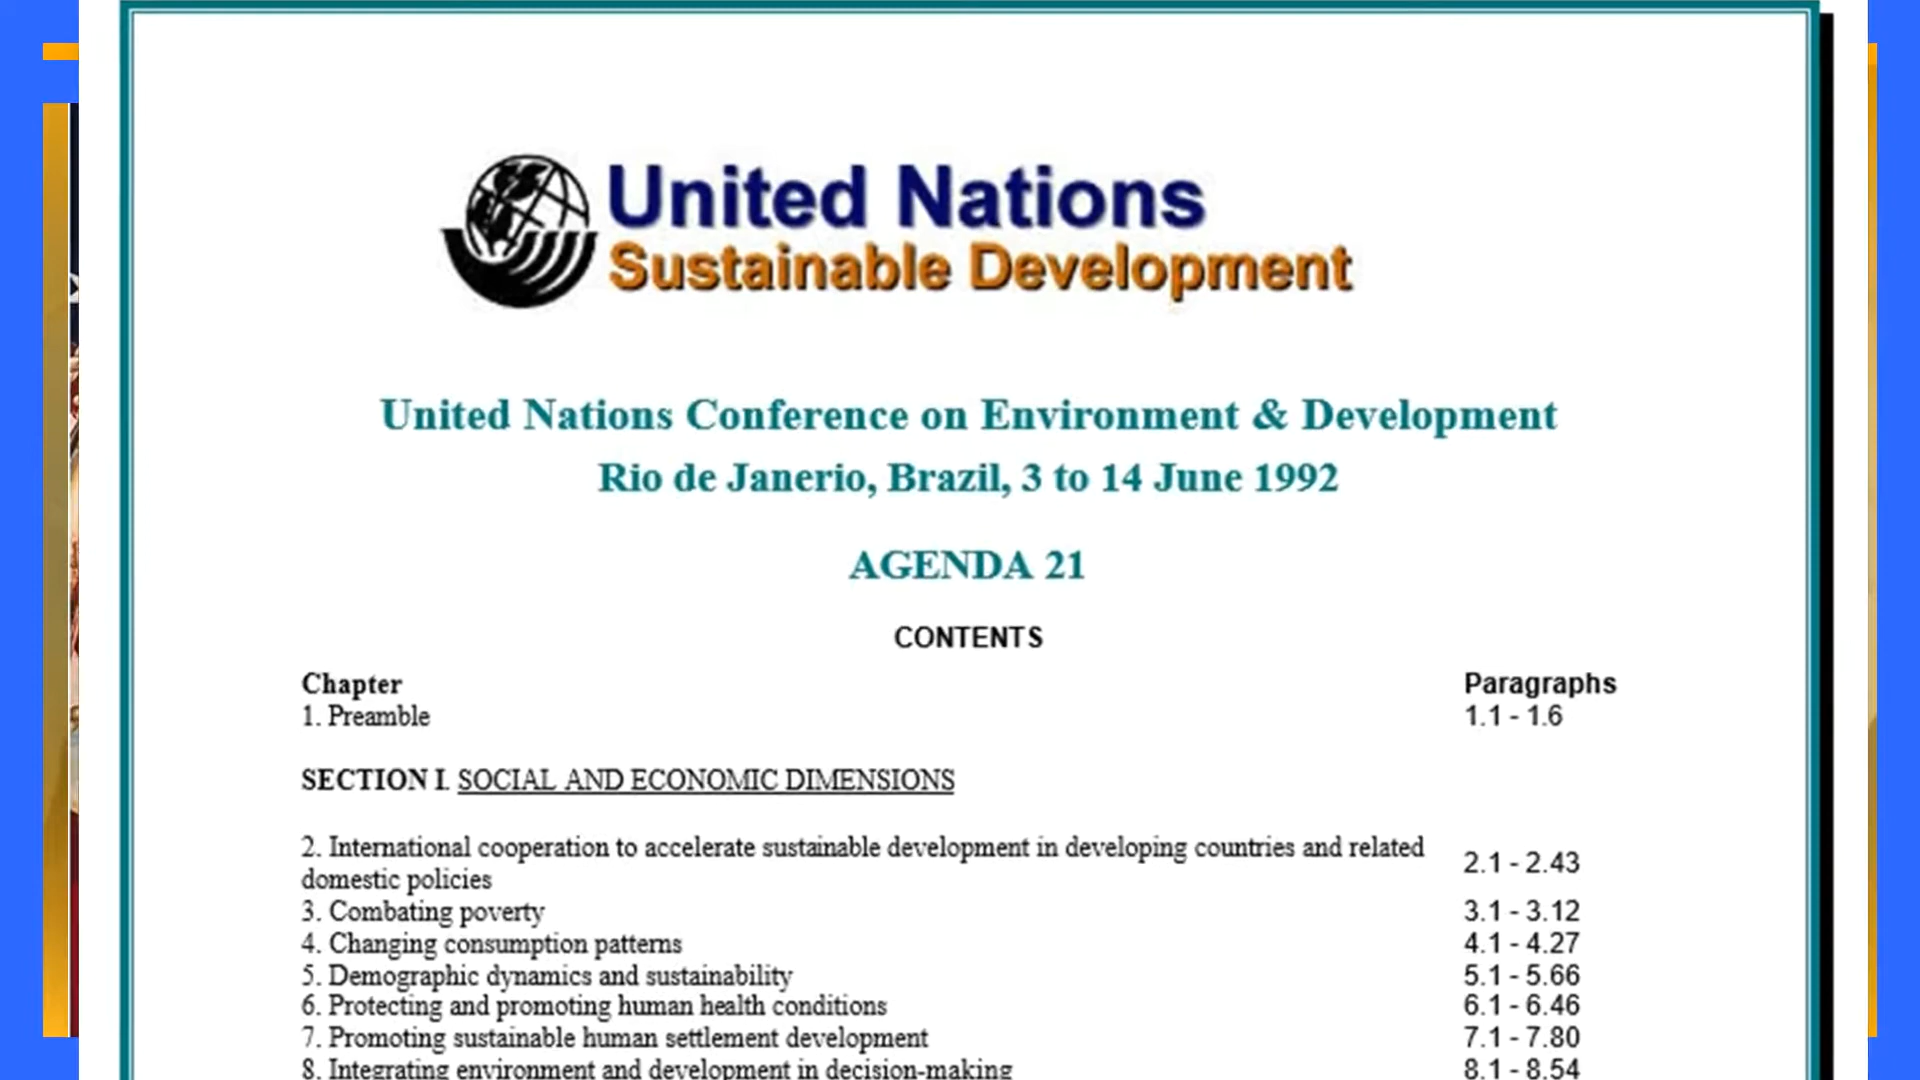 United Nations
Sustainable Development
United Nations Conference on Environment & Development
Rio de Janerio, Brazil, 3 to 14 June 1992
AGENDA 21
CONTENTS
Chapter Paragraphs
1. Preamble 1.1 - 1.6
SECTION I. SOCIAL AND ECONOMIC DIMENSIONS
2. International cooperation to accelerate sustainable development in developing countries and related
domestic policies 2.1 - 2.43
3. Combating poverty 3.1 - 3.12
4. Changing consumption patterns 4.1 - 4.27
5. Demographic dynamics and sustainability 5.1 - 5.66
6. Protecting and promoting human health conditions 6.1 - 6.46
7. Promoting sustainable human settlement development 7.1 - 7.80
8. Integrating environment and development in decision-making 8.1 - 8.54